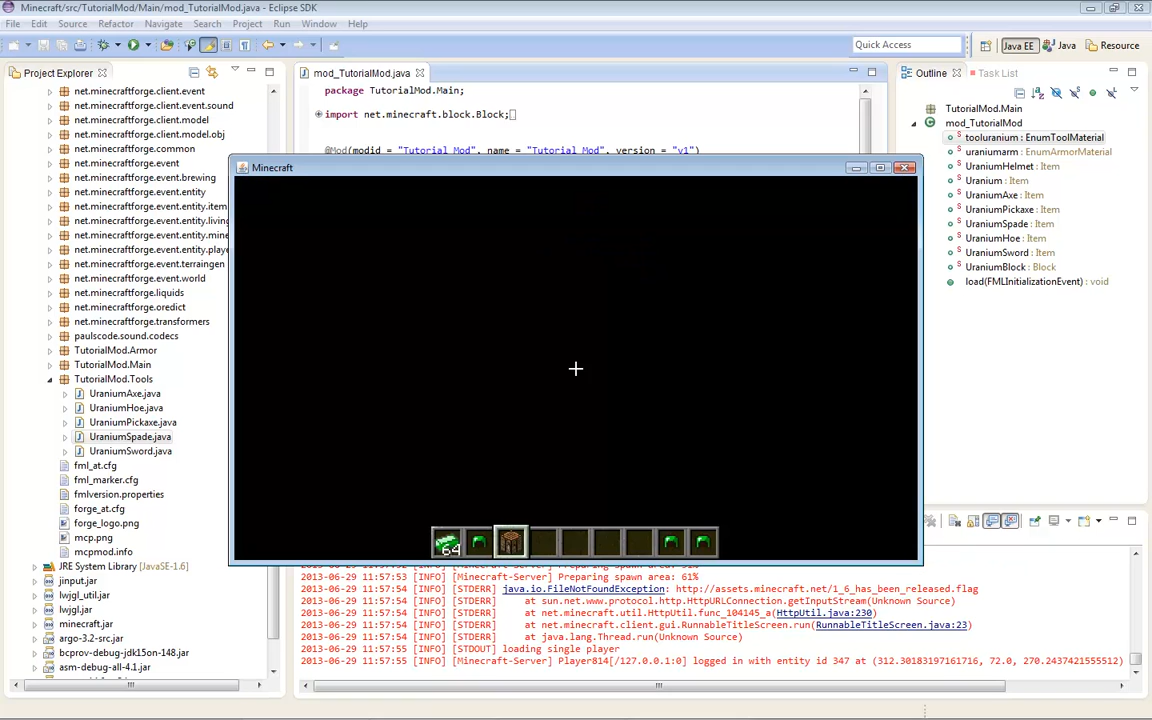 Minecraft/src/TutorialMod/Main/mod_TutorialMod.java - Eclipse SDK
File Edit Source Refactor Navigate Search Project Run Window Help
Quick Access
Java EE
Java
Resource
Project Explorer
net.minecraftforge.client.event
net.minecraftforge.client.event.sound
net.minecraftforge.client.model
net.minecraftforge.client.model.obj
net.minecraftforge.common
net.minecraftforge.event
net.minecraftforge.event.brewing
net.minecraftforge.event.entity
net.minecraftforge.event.entity.item
net.minecraftforge.event.entity.living
net.minecraftforge.event.entity.mine
net.minecraftforge.event.entity.playe
net.minecraftforge.event.terraingen
net.minecraftforge.event.world
net.minecraftforge.liquids
net.minecraftforge.oredict
net.minecraftforge.transformers
paulscode.sound.codecs
TutorialMod.Armor
TutorialMod.Main
TutorialMod.Tools
UraniumAxe.java
UraniumHoe.java
UraniumPickaxe.java
UraniumSpade.java
UraniumSword.java
fml_at.cfg
fml_marker.cfg
fmlversion.properties
forge_at.cfg
forge_logo.png
mcp.png
mcpmod.info
JRE System Library [JavaSE-1.6]
jinput.jar
lwjgl_util.jar
lwjgl.jar
minecraft.jar
argo-3.2-src.jar
bcprov-debug-jdk15on-148.jar
asm-debug-all-4.1.jar
mod_TutorialMod.java
package TutorialMod.Main;
import net.minecraft.block.Block;
@Mod(modid = "Tutorial Mod", name = "Tutorial Mod", version = "v1")
Minecraft
64
Outline
Task List
TutorialMod.Main
mod_TutorialMod
tooluranium : EnumToolMaterial
uraniumarm : EnumArmorMaterial
UraniumHelmet : Item
Uranium : Item
UraniumAxe : Item
UraniumPickaxe : Item
UraniumSpade : Item
UraniumHoe : Item
UraniumSword : Item
UraniumBlock : Block
load(FMLInitializationEvent) : void
2013-06-29 11:57:53 [INFO] [Minecraft-Server] Preparing spawn area: 61%
2013-06-29 11:57:54 [INFO] [STDERR] java.io.FileNotFoundException: http://assets.minecraft.net/1_6_has_been_released.flag
2013-06-29 11:57:54 [INFO] [STDERR] at sun.net.www.protocol.http.HttpURLConnection.getInputStream(Unknown Source)
2013-06-29 11:57:54 [INFO] [STDERR] at net.minecraft.util.HttpUtil.func_104145_a(HttpUtil.java:230)
2013-06-29 11:57:54 [INFO] [STDERR] at net.minecraft.client.gui.RunnableTitleScreen.run(RunnableTitleScreen.java:23)
2013-06-29 11:57:54 [INFO] [STDERR] at java.lang.Thread.run(Unknown Source)
2013-06-29 11:57:55 [INFO] [STDOUT] loading single player
2013-06-29 11:57:55 [INFO] [Minecraft-Server] Player814[/127.0.0.1:0] logged in with entity id 347 at (312.30183197161716, 72.0, 270.2437421555512)